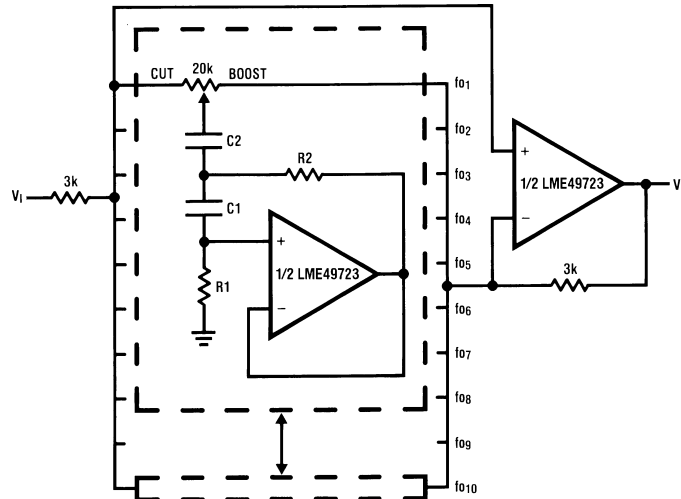 CUT 20k BOOST
fo1
C2
fo2
R2
fo3
+
VI 3k
1/2 LME49723
V
C1
fo4
+
−
1/2 LME49723
fo5
R1
3k
−
fo6
fo7
fo8
fo9
fo10